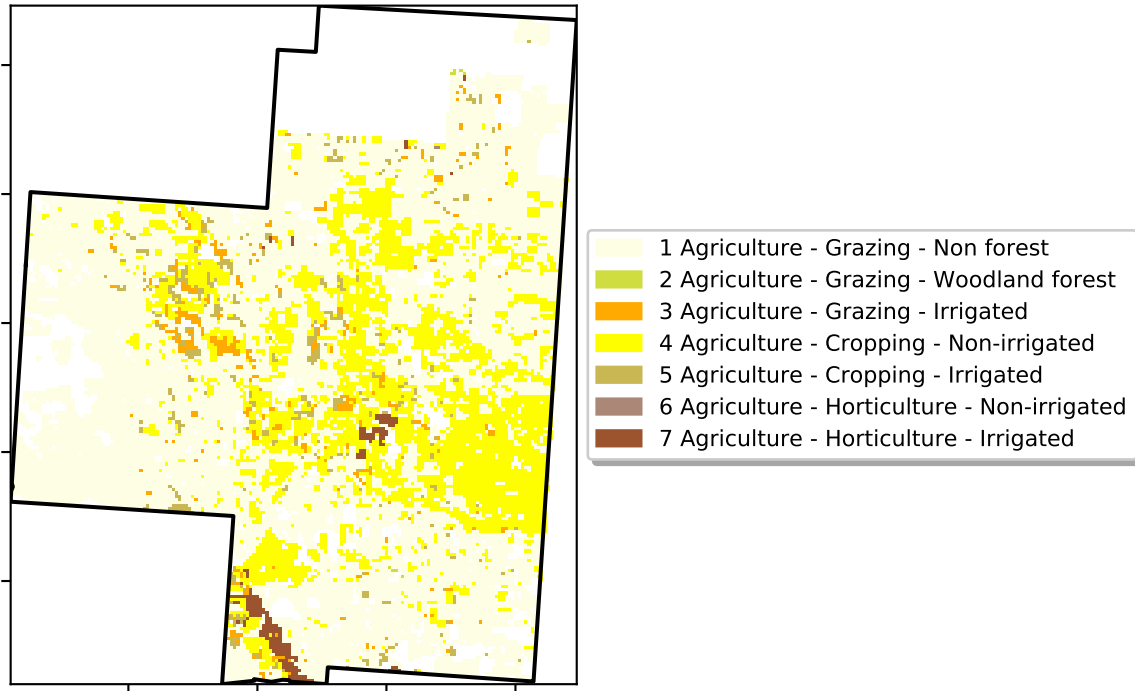 1 Agriculture - Grazing - Non forest
2 Agriculture - Grazing - Woodland forest
3 Agriculture - Grazing - Irrigated
4 Agriculture - Cropping - Non-irrigated
5 Agriculture - Cropping - Irrigated
6 Agriculture - Horticulture - Non-irrigated
7 Agriculture - Horticulture - Irrigated